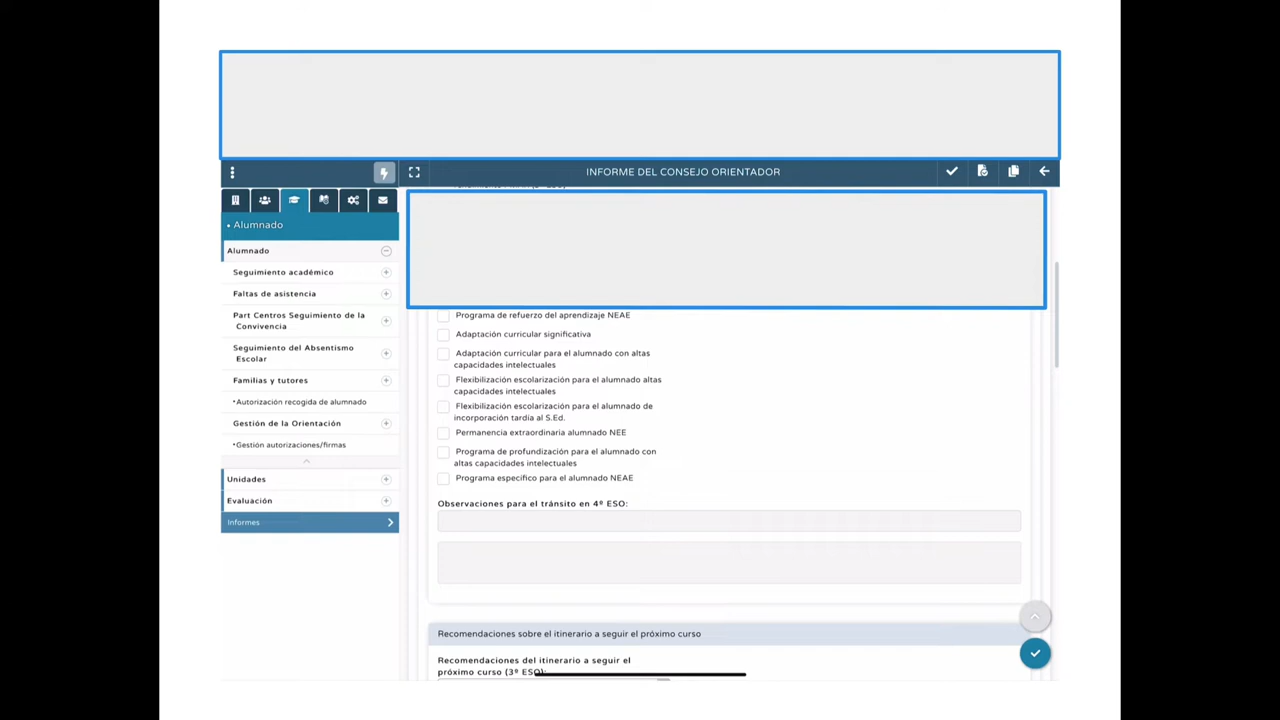 INFORME DEL CONSEJO ORIENTADOR
• Alumnado
Alumnado
Seguimiento académico
Faltas de asistencia
Part Centros Seguimiento de la
Convivencia
Seguimiento del Absentismo
Escolar
Familias y tutores
•Autorización recogida de alumnado
Gestión de la Orientación
•Gestión autorizaciones/firmas
Unidades
Evaluación
Informes
Programa de refuerzo del aprendizaje NEAE
Adaptación curricular significativa
Adaptación curricular para el alumnado con altas
capacidades intelectuales
Flexibilización escolarización para el alumnado altas
capacidades intelectuales
Flexibilización escolarización para el alumnado de
incorporación tardía al S.Ed.
Permanencia extraordinaria alumnado NEE
Programa de profundización para el alumnado con
altas capacidades intelectuales
Programa específico para el alumnado NEAE
Observaciones para el tránsito en 4º ESO:
Recomendaciones sobre el itinerario a seguir el próximo curso
Recomendaciones del itinerario a seguir el
próximo curso (3º ESO):